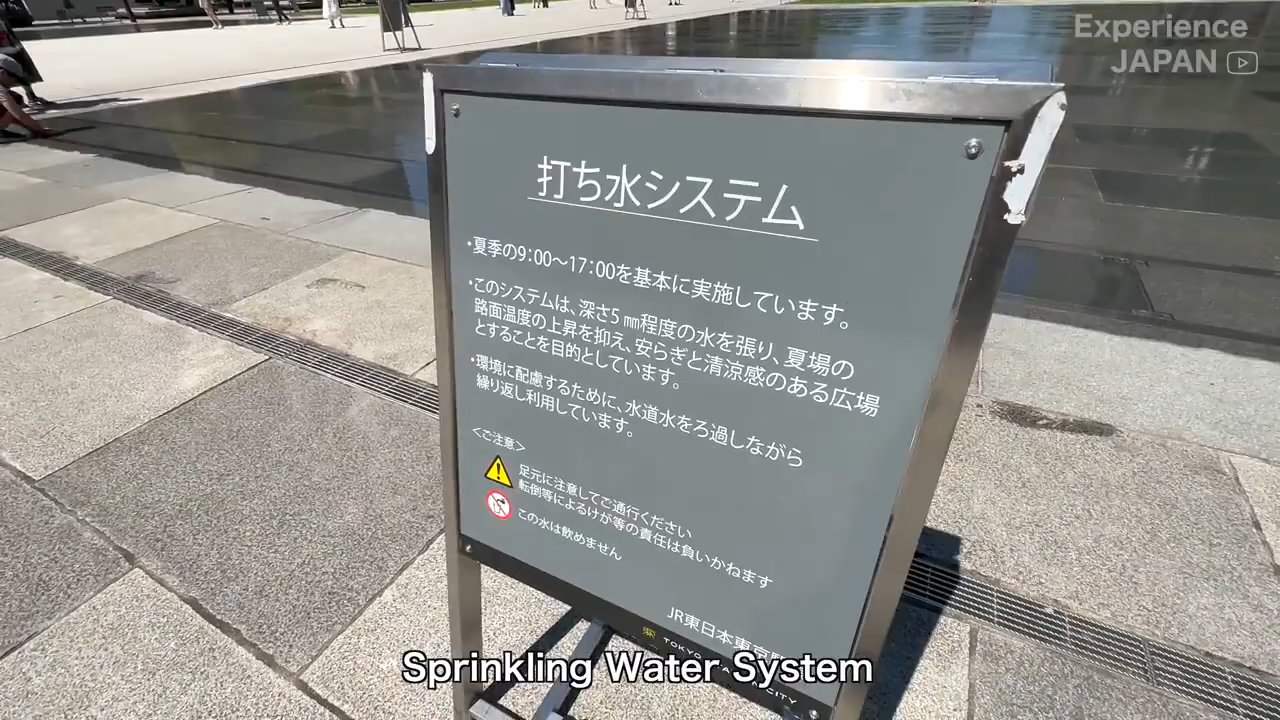 Experience
JAPAN
打ち水システム
・夏季の9:00～17:00を基本に実施しています。
・このシステムは、深さ5㎜程度の水を張り、夏場の
路面温度の上昇を抑え、安らぎと清涼感のある広場
とすることを目的としています。
・環境に配慮するために、水道水をろ過しながら
繰り返し利用しています。
＜ご注意＞
足元に注意してご通行ください
転倒等によるけが等の責任は負いかねます
この水は飲めません
JR東日本東京駅
TOKYO
CITY
Sprinkling Water System